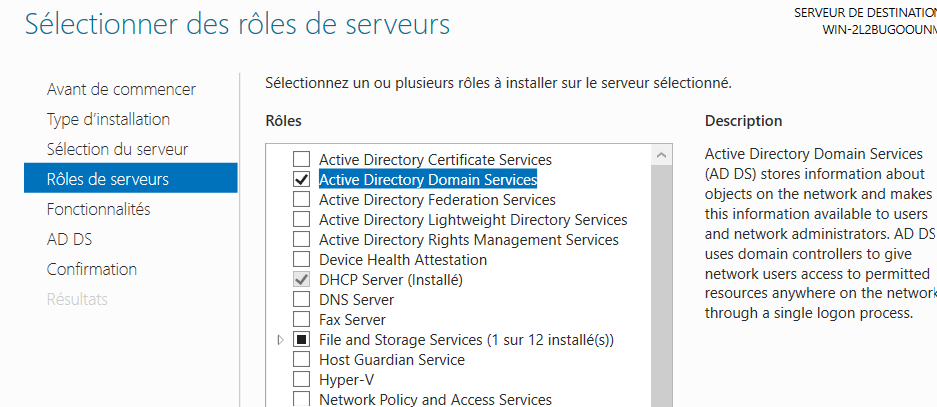 Sélectionner des rôles de serveurs
SERVEUR DE DESTINATION
WIN-2L2BUGOOUNM
Avant de commencer
Type d'installation
Sélection du serveur
Rôles de serveurs
Fonctionnalités
AD DS
Confirmation
Résultats
Sélectionnez un ou plusieurs rôles à installer sur le serveur sélectionné.
Rôles
Active Directory Certificate Services
Active Directory Domain Services
Active Directory Federation Services
Active Directory Lightweight Directory Services
Active Directory Rights Management Services
Device Health Attestation
DHCP Server (Installé)
DNS Server
Fax Server
File and Storage Services (1 sur 12 installé(s))
Host Guardian Service
Hyper-V
Network Policy and Access Services
Description
Active Directory Domain Services
(AD DS) stores information about
objects on the network and makes
this information available to users
and network administrators. AD DS
uses domain controllers to give
network users access to permitted
resources anywhere on the network
through a single logon process.